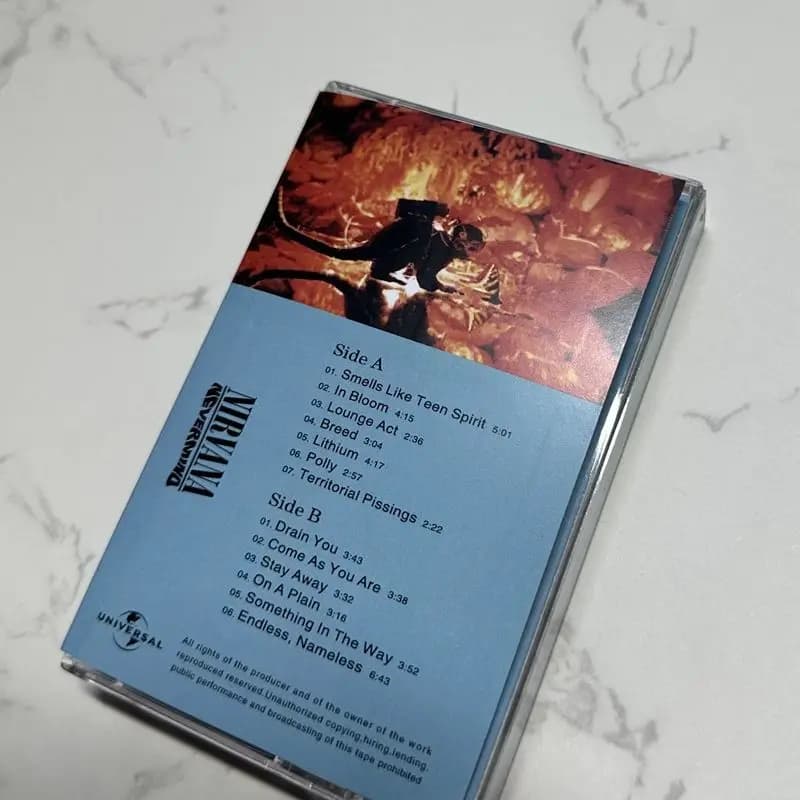 Side A
01. Smells Like Teen Spirit 5:01
02. In Bloom 4:15
03. Lounge Act 2:36
04. Breed 3:04
05. Lithium 4:17
06. Polly 2:57
07. Territorial Pissings 2:22
Side B
01. Drain You 3:43
02. Come As You Are 3:38
03. Stay Away 3:32
04. On A Plain 3:16
05. Something In The Way 3:52
06. Endless, Nameless 6:43
NIRVANA
NEVERMIND
UNIVERSAL
All rights of the producer and of the owner of the work
reproduced reserved.Unauthorized copying,hiring,lending,
public performance and broadcasting of this tape prohibited